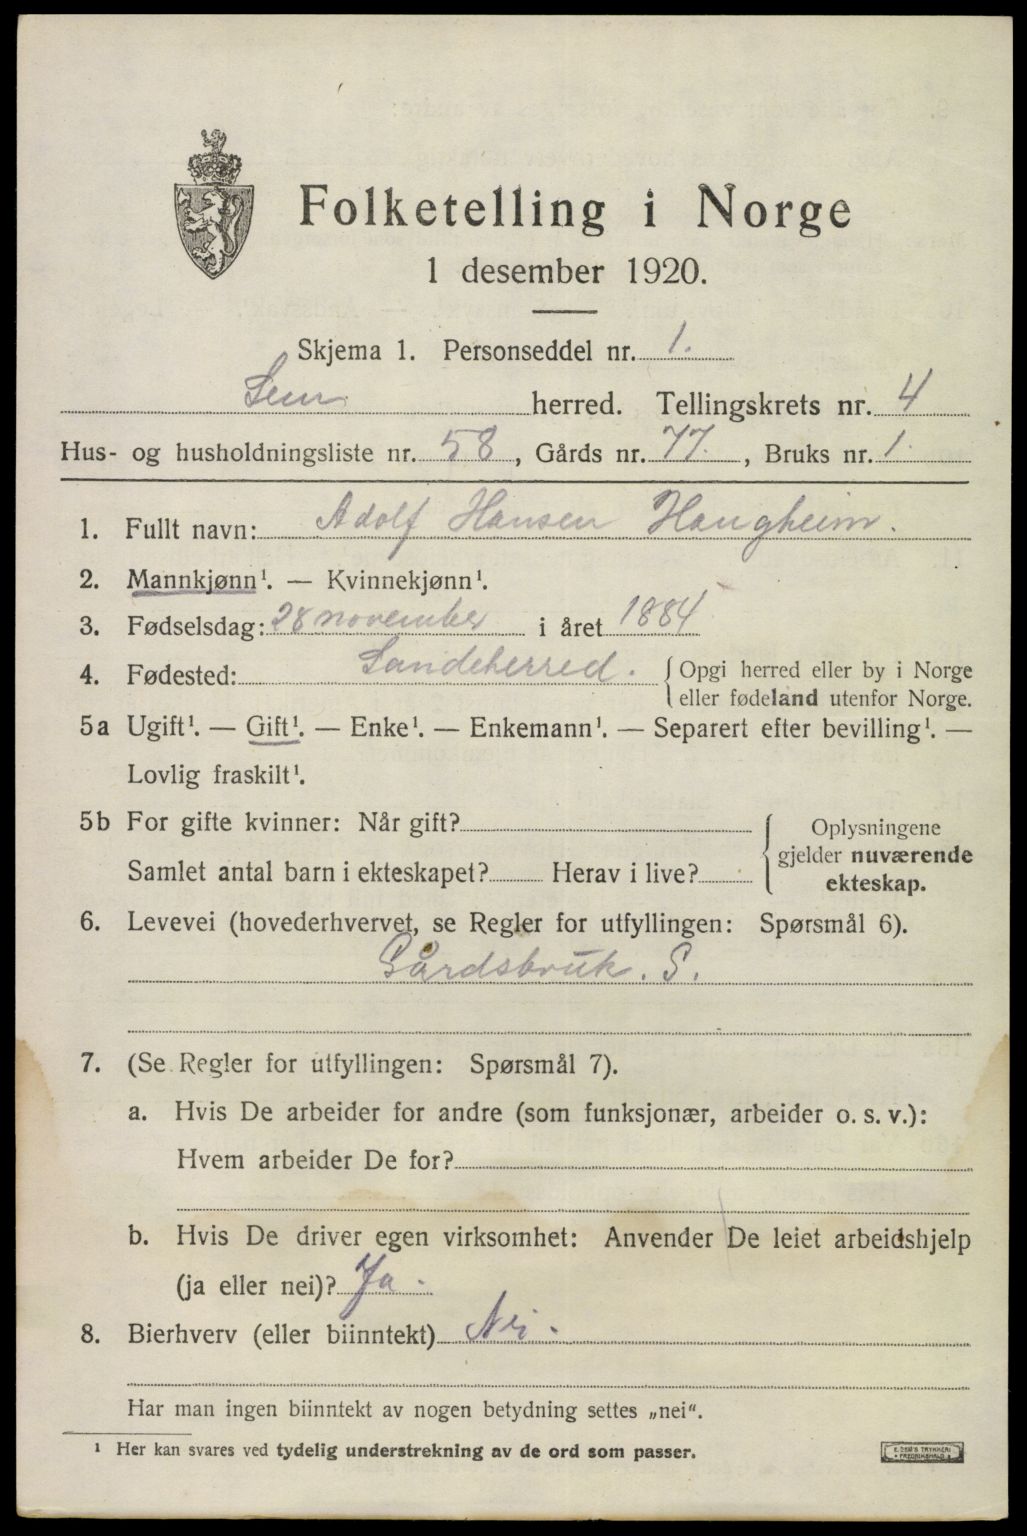 Folketelling i Norge
1 desember 1920.
Skjema 1. Personseddel nr. 1.
Sem herred. Tellingskrets nr. 4
Hus- og husholdningsliste nr. 58, Gårds nr. 77., Bruks nr. 1.
1. Fullt navn: Adolf Hansen Haugheim.
2. Mannkjønn¹. — Kvinnekjønn¹.
3. Fødselsdag: 28 november i året 1884
4. Fødested: Sandeherred. { Opgi herred eller by i Norge
eller fødeland utenfor Norge.
5a Ugift¹. — Gift¹. — Enke¹. — Enkemann¹. — Separert efter bevilling¹. —
Lovlig fraskilt¹.
5b For gifte kvinner: Når gift?
Samlet antal barn i ekteskapet? Herav i live?
Oplysningene
gjelder nuværende
ekteskap.
6. Levevei (hovederhvervet, se Regler for utfyllingen: Spørsmål 6).
Gårdsbruk. S.
7. (Se Regler for utfyllingen: Spørsmål 7).
a. Hvis De arbeider for andre (som funksjonær, arbeider o. s. v.):
Hvem arbeider De for?
b. Hvis De driver egen virksomhet: Anvender De leiet arbeidshjelp
(ja eller nei)? Ja.
8. Bierhverv (eller biinntekt) Nei.
Har man ingen biinntekt av nogen betydning settes „nei".
¹ Her kan svares ved tydelig understrekning av de ord som passer.
E. SEM'S TRYKKERI
FREDRIKSHALD